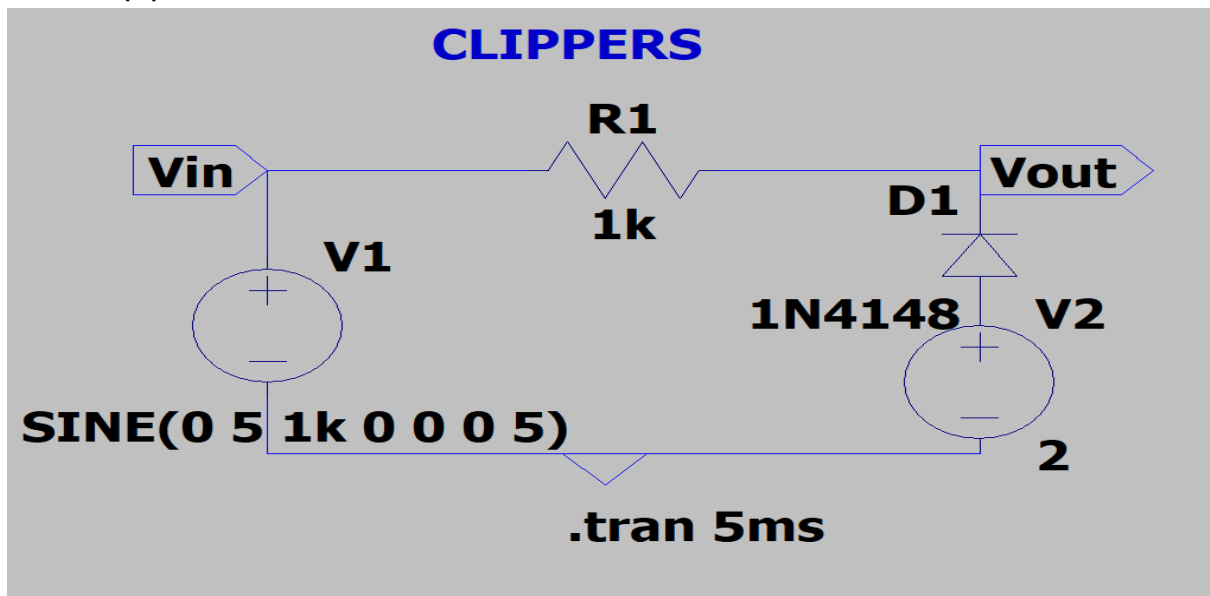 CLIPPERS
R1
Vin
Vout
D1
1k
V1
1N4148
V2
SINE(0 5 1k 0 0 0 5)
2
.tran 5ms